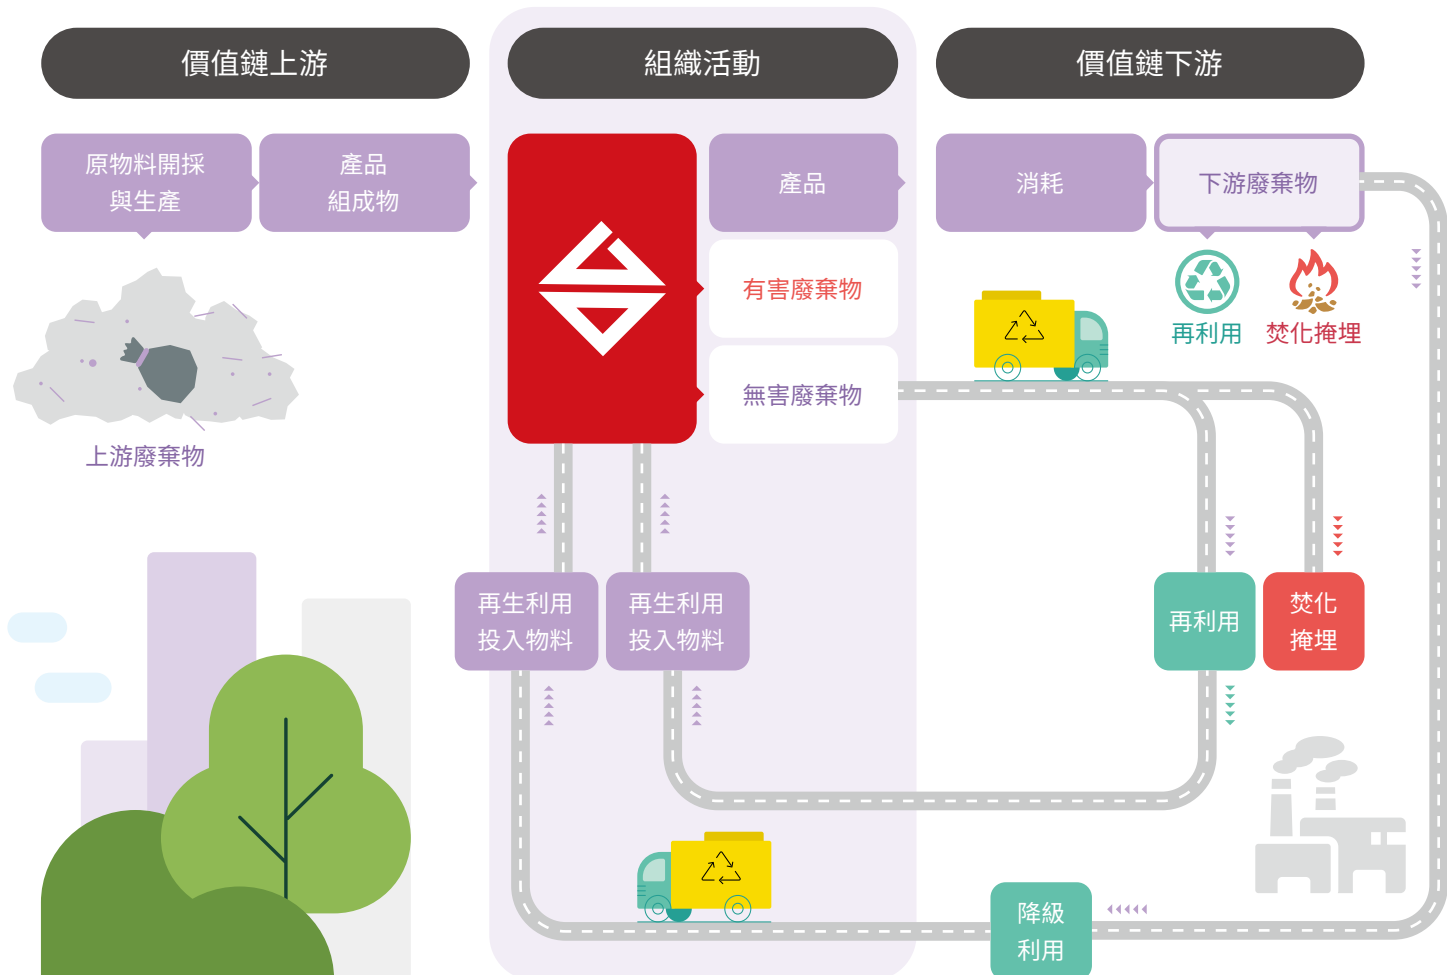 價值鏈上游
組織活動
價值鏈下游
原物料開採
與生產
產品
組成物
產品
消耗
下游廢棄物
有害廢棄物
再利用
焚化掩埋
無害廢棄物
上游廢棄物
再生利用
投入物料
再生利用
投入物料
再利用
焚化
掩埋
降級
利用